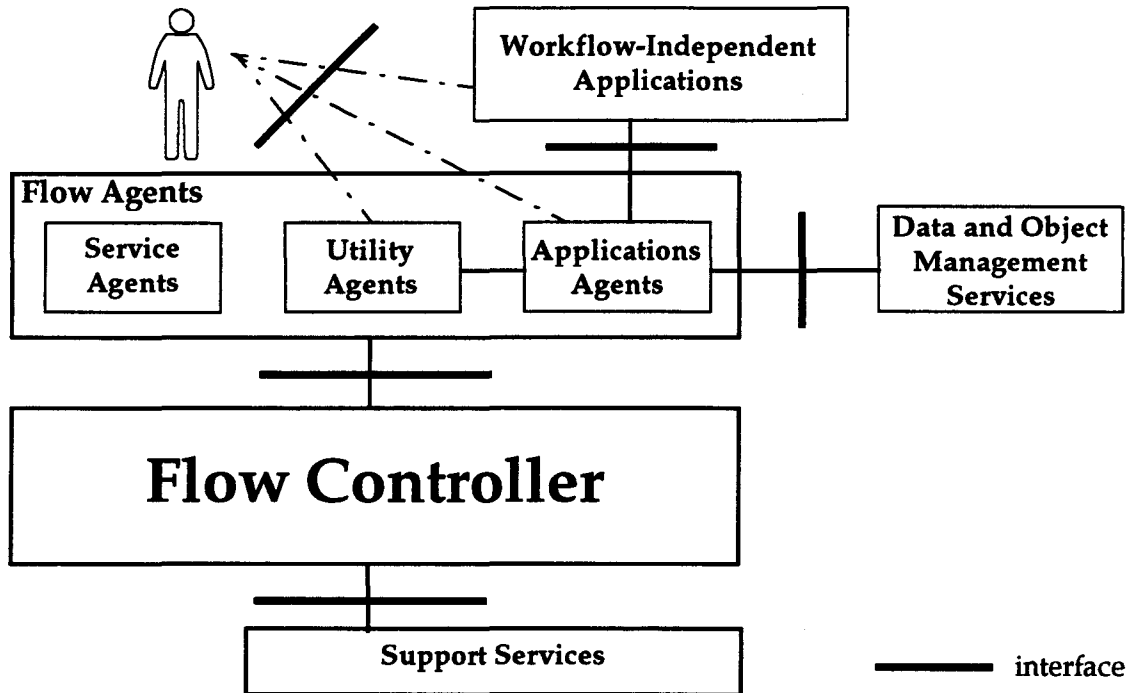 Workflow-Independent
Applications
Flow Agents
Service
Agents
Utility
Agents
Applications
Agents
Data and Object
Management
Services
Flow Controller
Support Services
interface